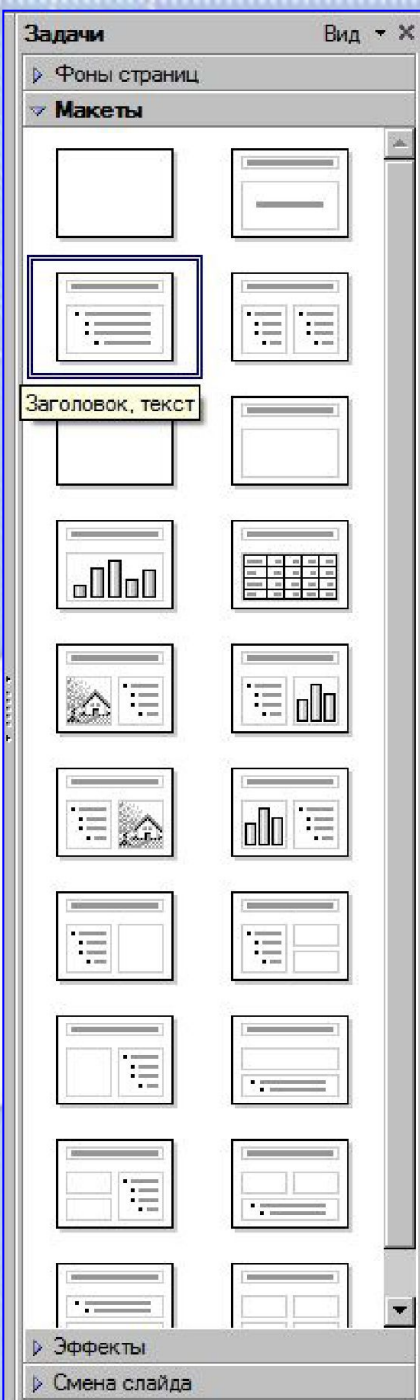 Задачи Вид
Фоны страниц
Макеты
Заголовок, текст
Эффекты
Смена слайда